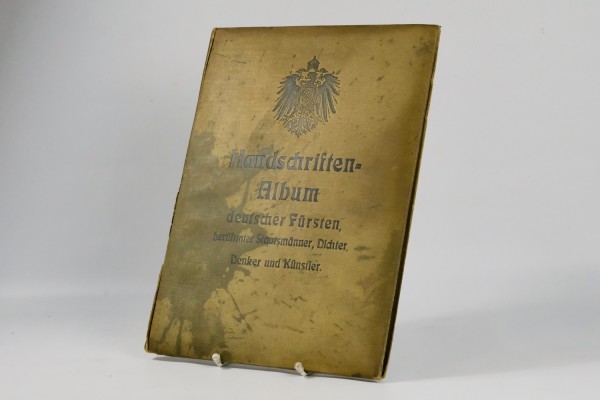 Handschriften=
Album
deutscher Fürsten,
berühmter Staatsmänner, Dichter,
Denker und Künstler.